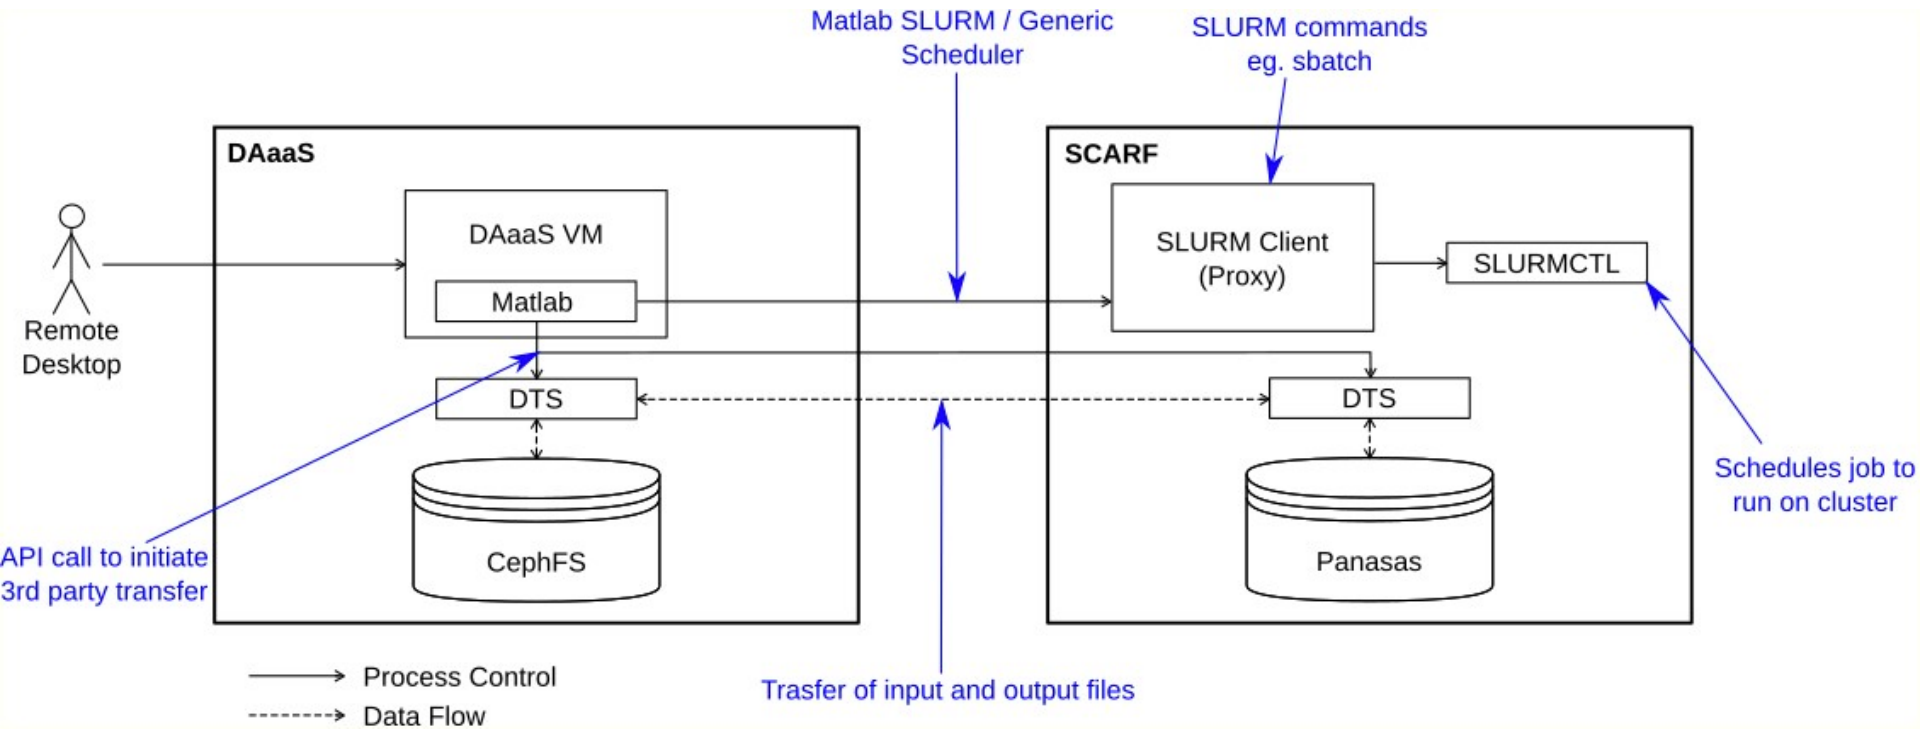 Matlab SLURM / Generic
Scheduler
SLURM commands
eg. sbatch
DAaaS
SCARF
DAaaS VM
Matlab
SLURM Client
(Proxy)
SLURMCTL
Remote
Desktop
DTS
DTS
CephFS
Panasas
Schedules job to
run on cluster
API call to initiate
3rd party transfer
Trasfer of input and output files
Process Control
Data Flow